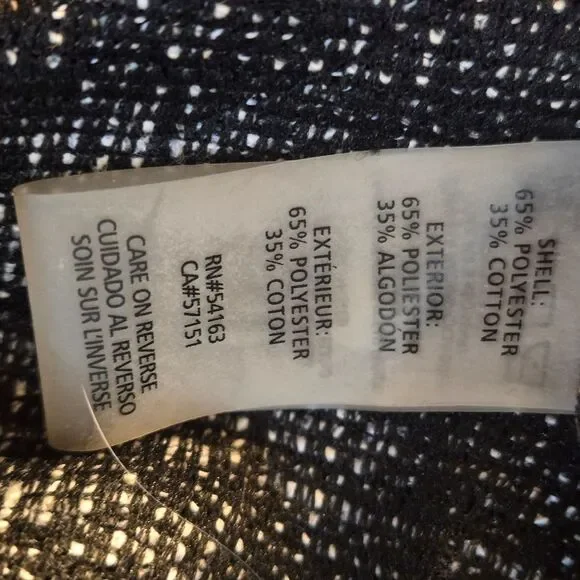 SHELL:
65% POLYESTER
35% COTTON
EXTERIOR:
65% POLIESTER
35% ALGODÓN
EXTÉRIEUR:
65% POLYESTER
35% COTON
RN#54163
CA#57151
CARE ON REVERSE
CUIDADO AL REVERSO
SOIN SUR L'INVERSE